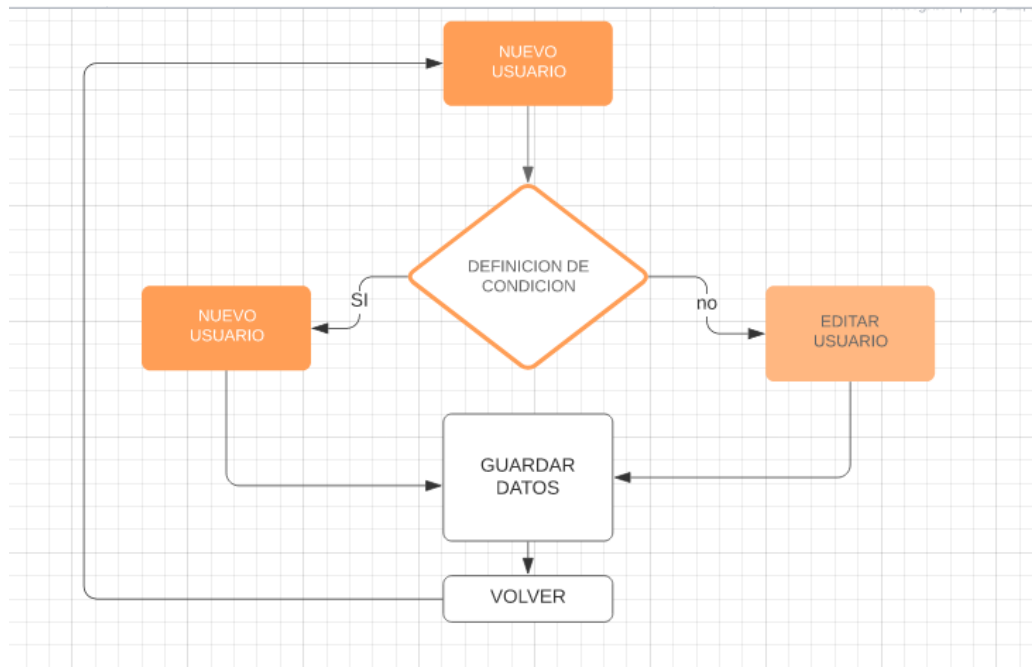 NUEVO
USUARIO
DEFINICION DE
CONDICION
SI
no
NUEVO
USUARIO
EDITAR
USUARIO
GUARDAR
DATOS
VOLVER